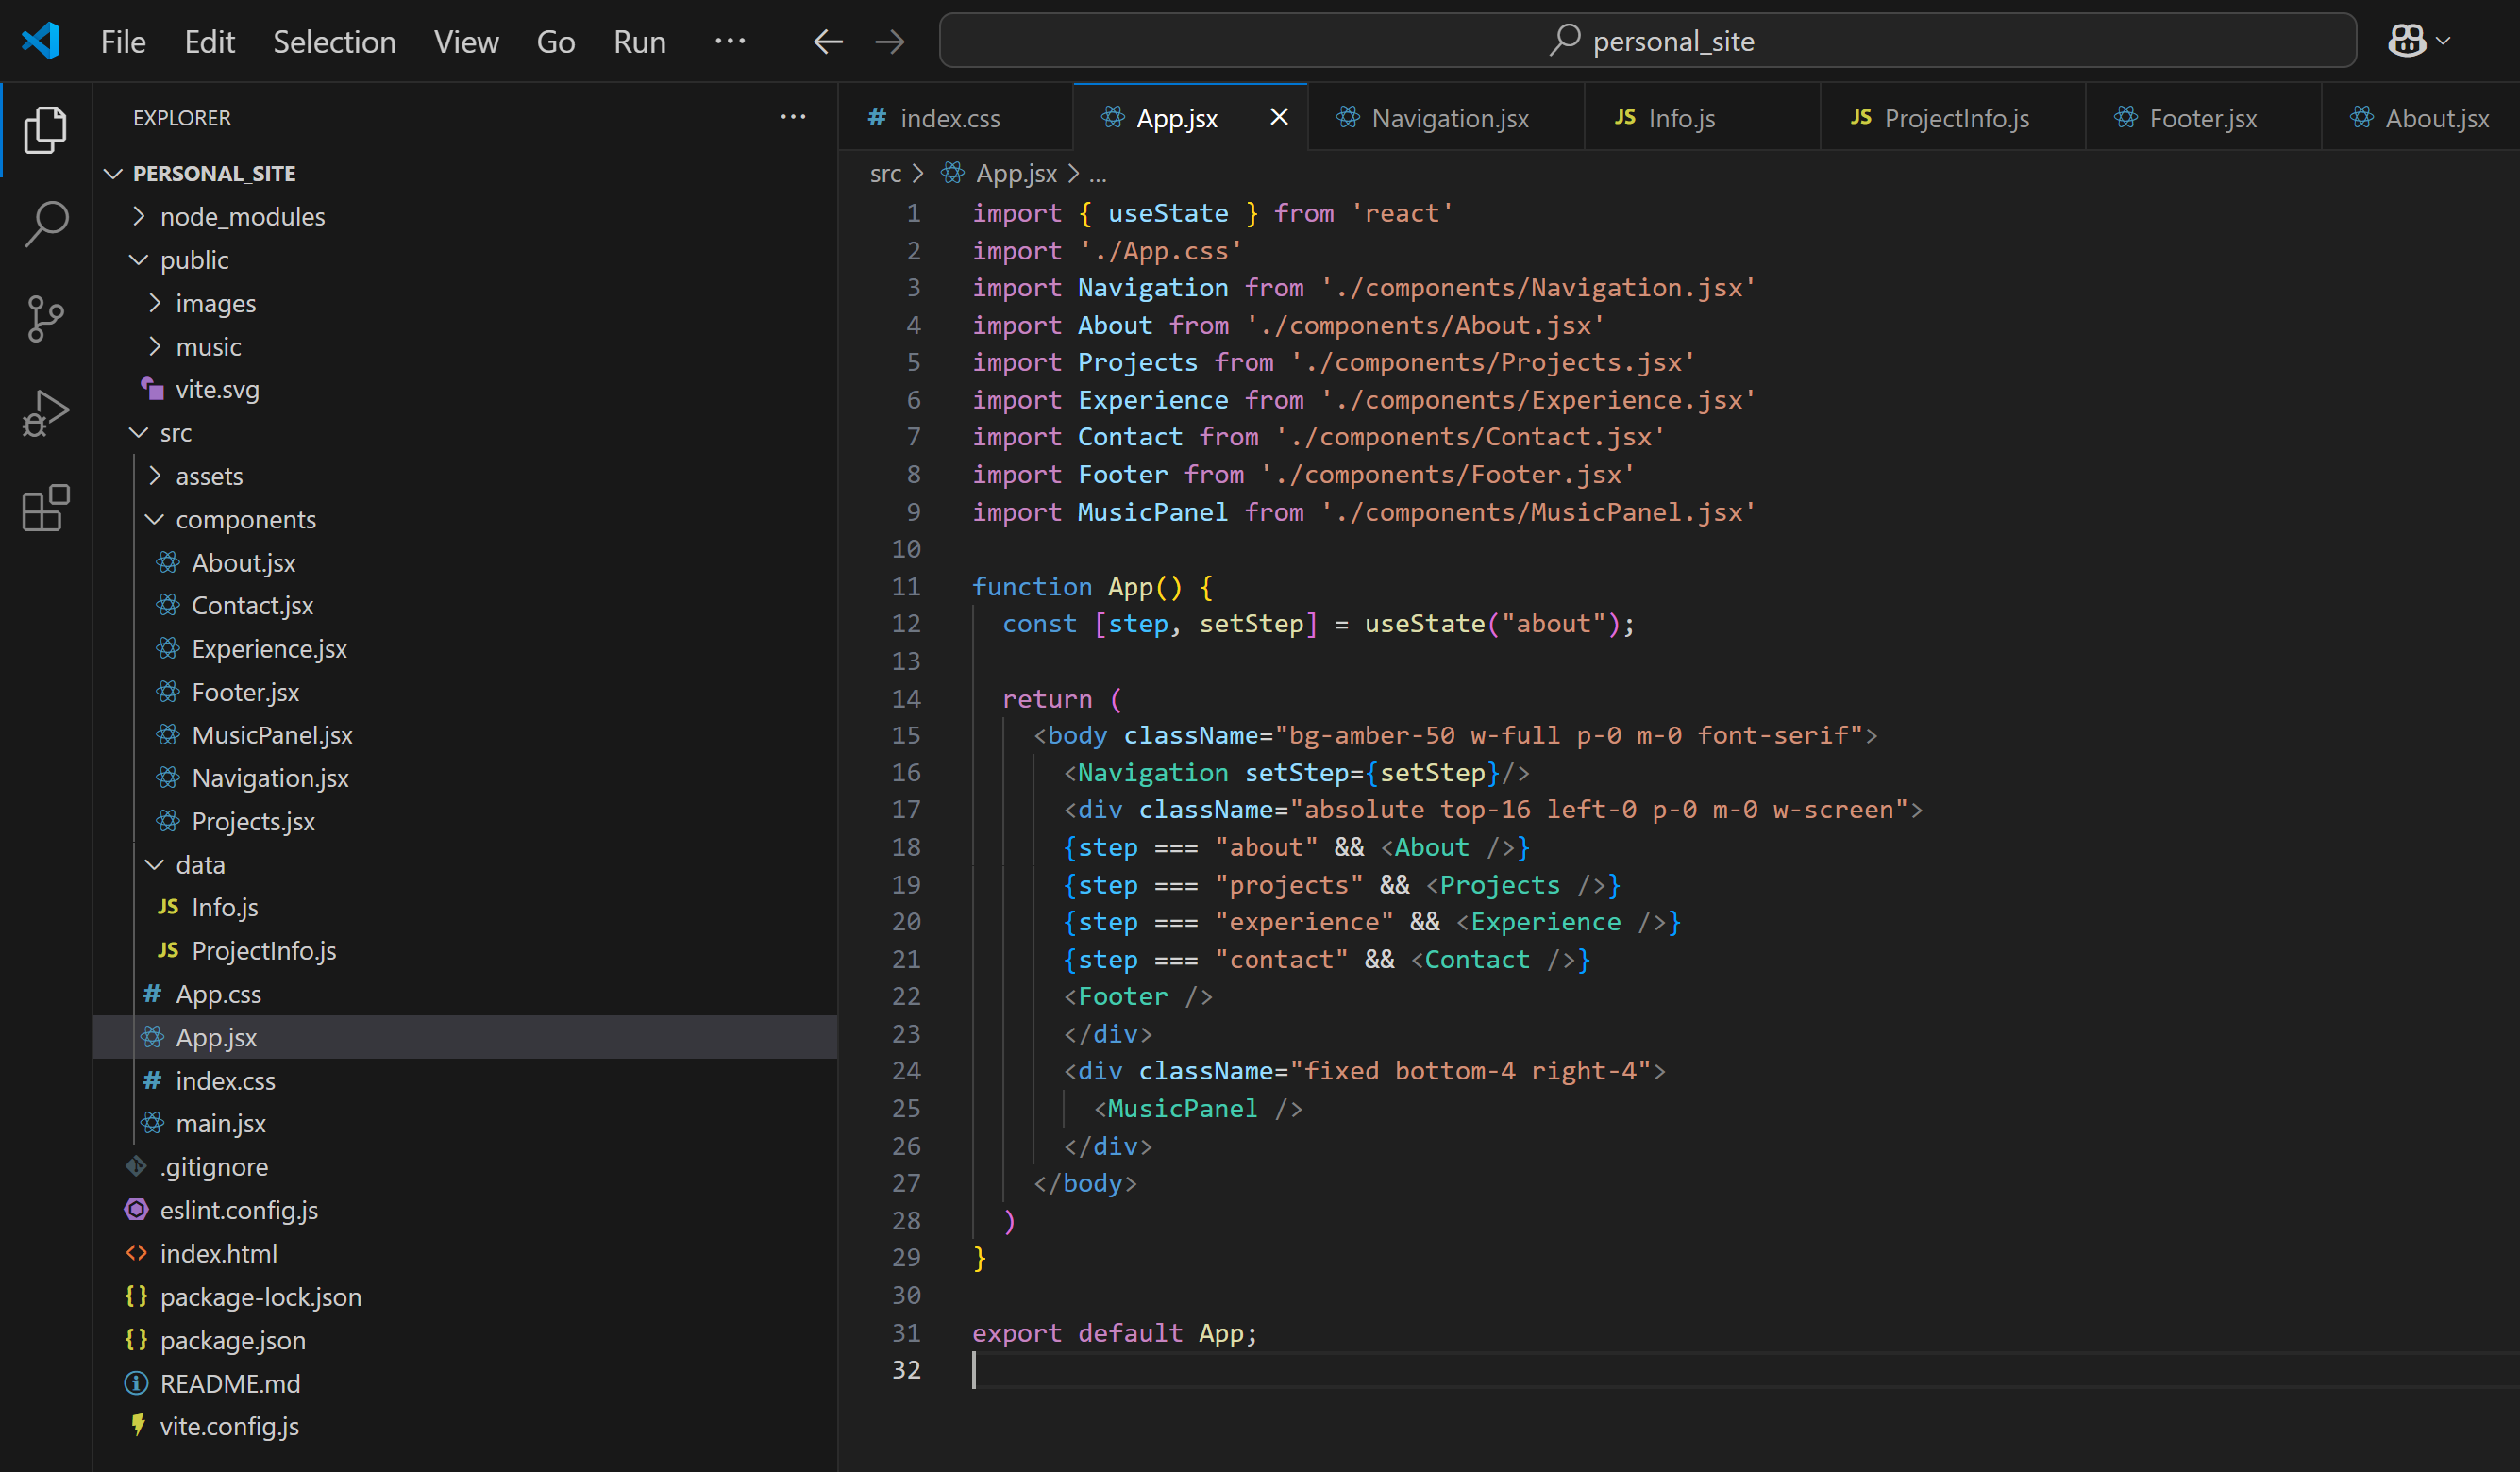 File Edit Selection View Go Run ... personal_site
EXPLORER ...
PERSONAL_SITE
node_modules
public
images
music
vite.svg
src
assets
components
About.jsx
Contact.jsx
Experience.jsx
Footer.jsx
MusicPanel.jsx
Navigation.jsx
Projects.jsx
data
JS Info.js
JS ProjectInfo.js
# App.css
App.jsx
# index.css
main.jsx
.gitignore
eslint.config.js
<> index.html
{} package-lock.json
{} package.json
README.md
vite.config.js
# index.css App.jsx Navigation.jsx JS Info.js JS ProjectInfo.js Footer.jsx About.jsx
src > App.jsx > ...
1 import { useState } from 'react'
2 import './App.css'
3 import Navigation from './components/Navigation.jsx'
4 import About from './components/About.jsx'
5 import Projects from './components/Projects.jsx'
6 import Experience from './components/Experience.jsx'
7 import Contact from './components/Contact.jsx'
8 import Footer from './components/Footer.jsx'
9 import MusicPanel from './components/MusicPanel.jsx'
10
11 function App() {
12   const [step, setStep] = useState("about");
13
14   return (
15     <body className="bg-amber-50 w-full p-0 m-0 font-serif">
16       <Navigation setStep={setStep}/>
17       <div className="absolute top-16 left-0 p-0 m-0 w-screen">
18       {step === "about" && <About />}
19       {step === "projects" && <Projects />}
20       {step === "experience" && <Experience />}
21       {step === "contact" && <Contact />}
22       <Footer />
23       </div>
24       <div className="fixed bottom-4 right-4">
25         <MusicPanel />
26       </div>
27     </body>
28   )
29 }
30
31 export default App;
32